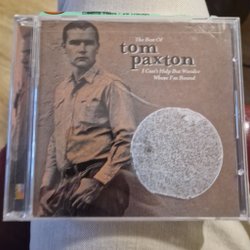 The Best Of
tom
paxton
I Can't Help But Wonder
Where I'm Bound